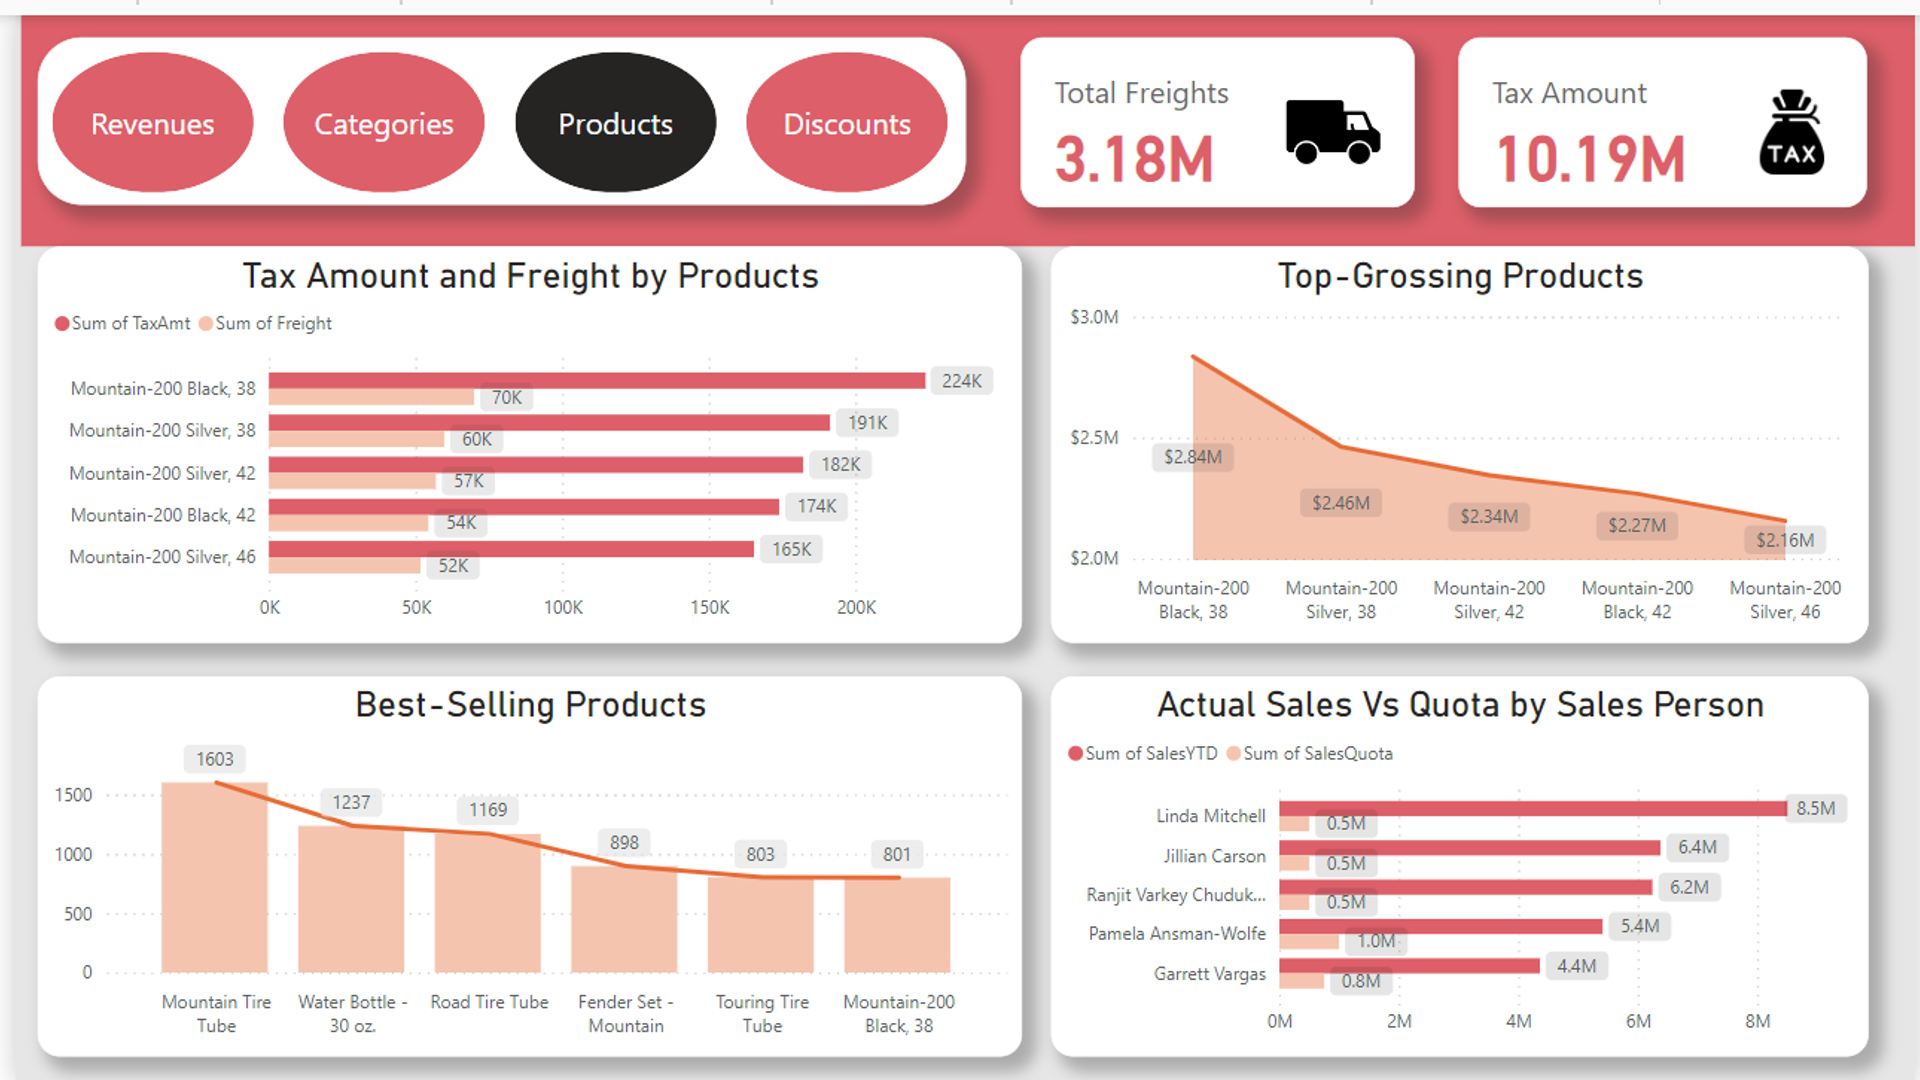 Revenues
Categories
Products
Discounts
Total Freights
3.18M
Tax Amount
10.19M
TAX
Tax Amount and Freight by Products
Sum of TaxAmt
Sum of Freight
Mountain-200 Black, 38
224K
70K
Mountain-200 Silver, 38
191K
60K
Mountain-200 Silver, 42
182K
57K
Mountain-200 Black, 42
174K
54K
Mountain-200 Silver, 46
165K
52K
0K
50K
100K
150K
200K
Top-Grossing Products
$3.0M
$2.5M
$2.0M
$2.84M
$2.46M
$2.34M
$2.27M
$2.16M
Mountain-200
Black, 38
Mountain-200
Silver, 38
Mountain-200
Silver, 42
Mountain-200
Black, 42
Mountain-200
Silver, 46
Best-Selling Products
1500
1000
500
0
1603
1237
1169
898
803
801
Mountain Tire
Tube
Water Bottle -
30 oz.
Road Tire Tube
Fender Set -
Mountain
Touring Tire
Tube
Mountain-200
Black, 38
Actual Sales Vs Quota by Sales Person
Sum of SalesYTD
Sum of SalesQuota
Linda Mitchell
8.5M
0.5M
Jillian Carson
6.4M
0.5M
Ranjit Varkey Chuduk...
6.2M
0.5M
Pamela Ansman-Wolfe
5.4M
1.0M
Garrett Vargas
4.4M
0.8M
0M
2M
4M
6M
8M